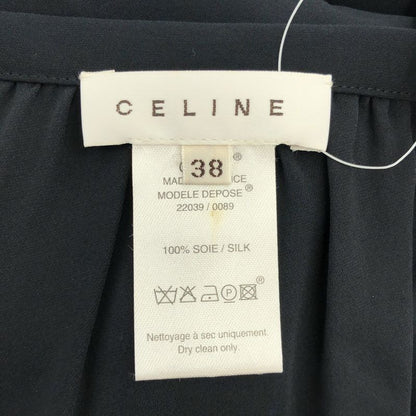 CELINE
38
MODELE DEPOSE®
22039 / 0089
100% SOIE / SILK
Nettoyage à sec uniquement.
Dry clean only.